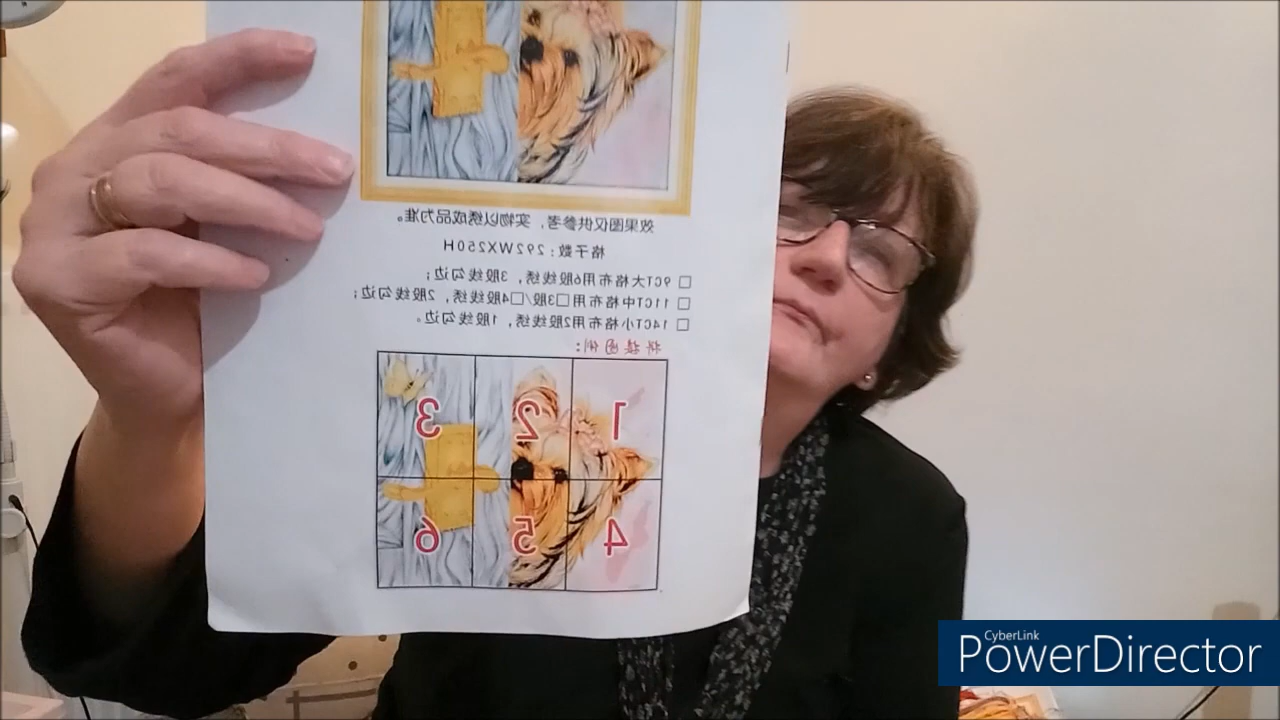 效果图仅供参考，实物以绣成品为准。
格子数：292WX250H
□ 9CT大格布用6股线绣，3股线勾边；
□ 11CT中格布用□3股/□4股线绣，2股线勾边；
□ 14CT小格布用2股线绣，1股线勾边。
拼接图例：
1 2 3
4 5 6
CyberLink
PowerDirector